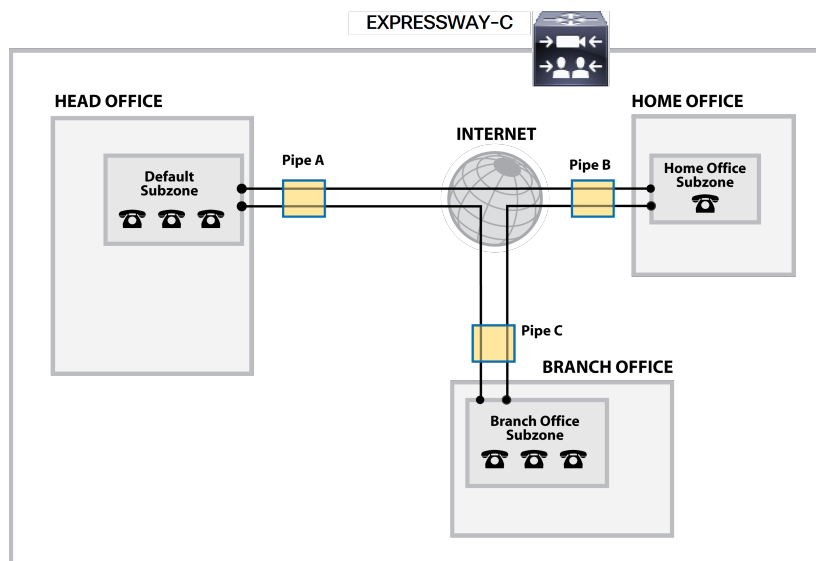 EXPRESSWAY-C
HEAD OFFICE
HOME OFFICE
INTERNET
Pipe A
Pipe B
Default
Subzone
Home Office
Subzone
Pipe C
BRANCH OFFICE
Branch Office
Subzone